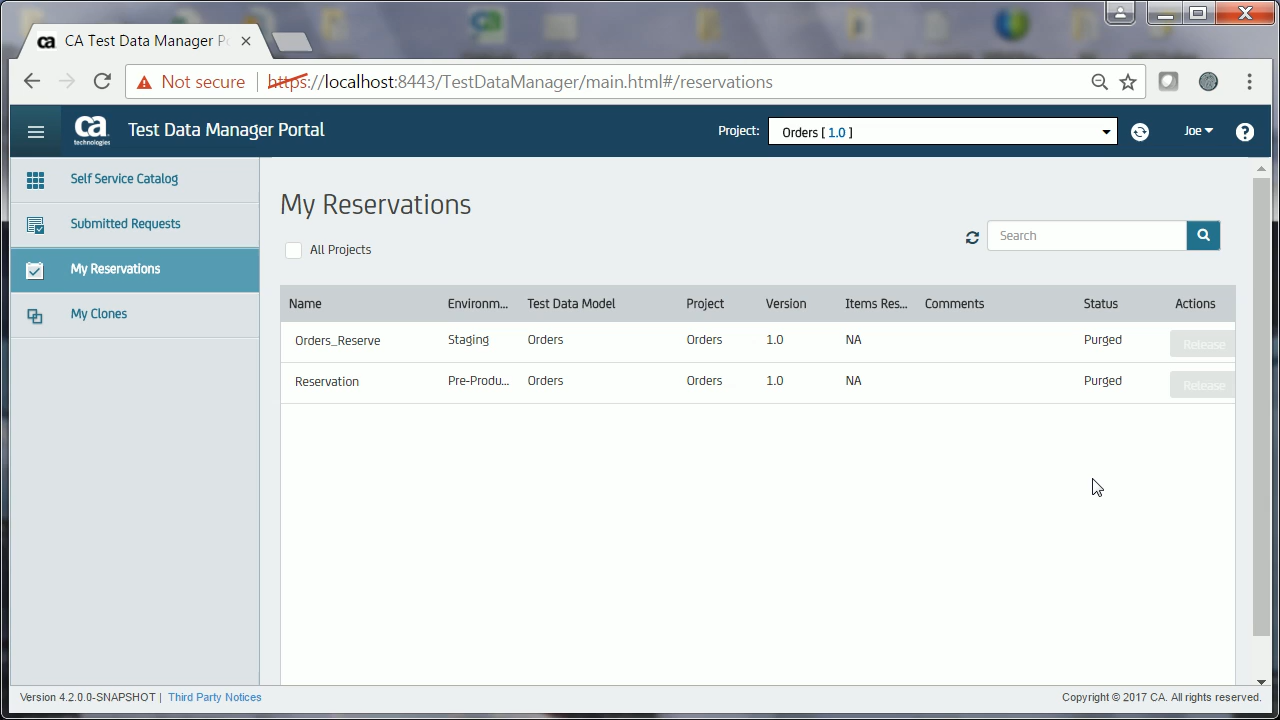 ca CA Test Data Manager P
Not secure https://localhost:8443/TestDataManager/main.html#/reservations
ca technologies Test Data Manager Portal Project: Orders [ 1.0 ] Joe ?
Self Service Catalog
Submitted Requests
My Reservations
My Clones
My Reservations
All Projects
Search
Name Environm... Test Data Model Project Version Items Res... Comments Status Actions
Orders_Reserve Staging Orders Orders 1.0 NA Purged Release
Reservation Pre-Produ... Orders Orders 1.0 NA Purged Release
Version 4.2.0.0-SNAPSHOT | Third Party Notices Copyright © 2017 CA. All rights reserved.